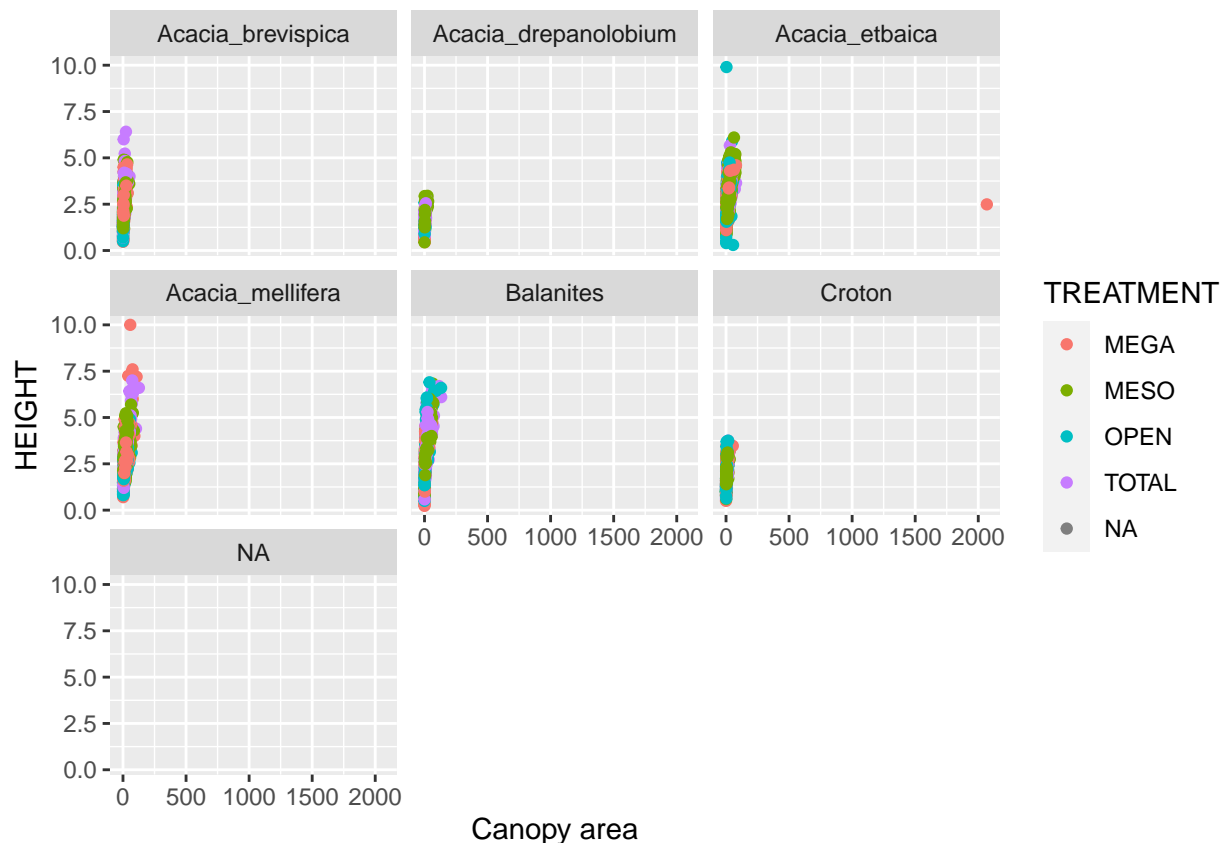 Acacia_brevispica Acacia_drepanolobium Acacia_etbaica
10.0
7.5
5.0
2.5
0.0
Acacia_mellifera Balanites Croton
10.0
7.5
5.0
2.5
0.0
0 500 1000 1500 2000 0 500 1000 1500 2000
NA
10.0
7.5
5.0
2.5
0.0
0 500 1000 1500 2000
Canopy area
HEIGHT
TREATMENT
MEGA
MESO
OPEN
TOTAL
NA